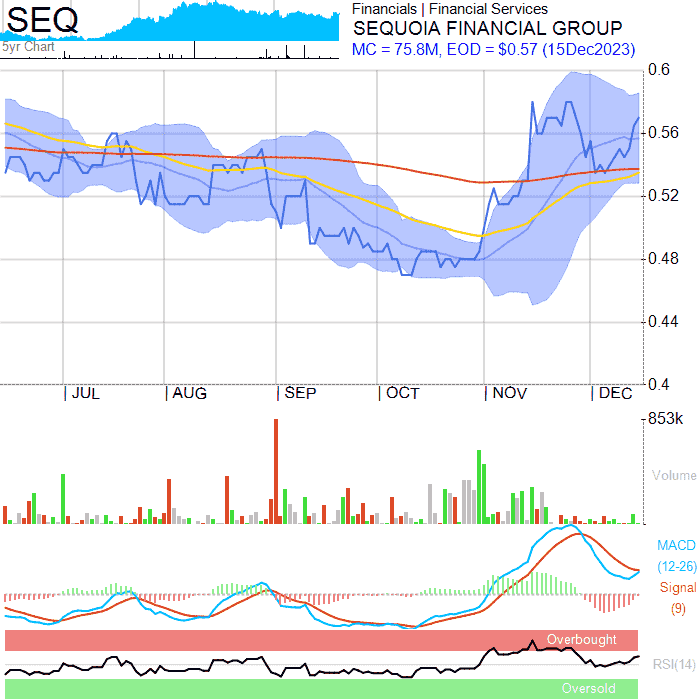 SEQ
Financials | Financial Services
SEQUOIA FINANCIAL GROUP
MC = 75.8M, EOD = $0.57 (15Dec2023)
5yr Chart
0.6
0.56
0.52
0.48
0.44
0.4
JUL AUG SEP OCT NOV DEC
853k
Volume
MACD
(12-26)
Signal
(9)
Overbought
RSI(14)
Oversold